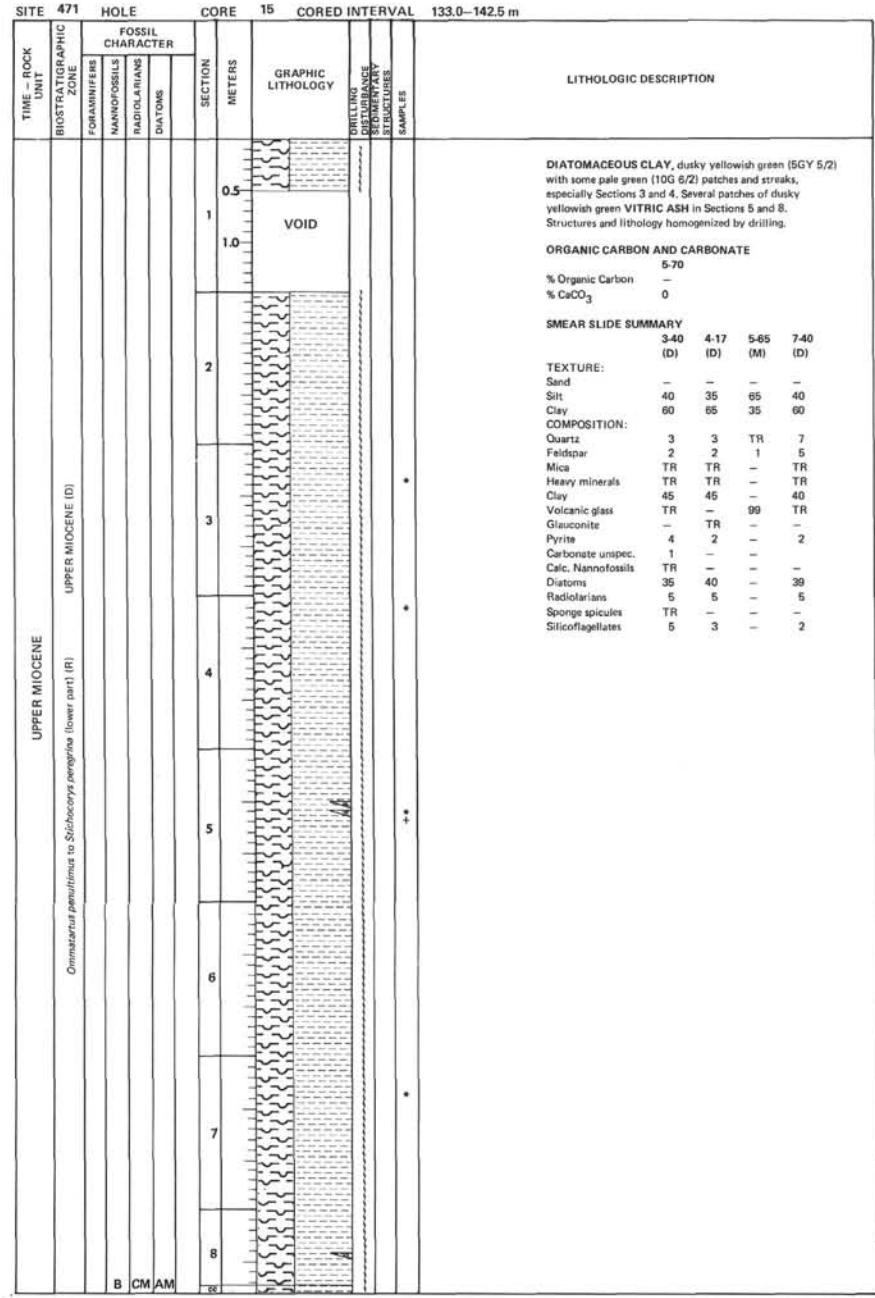 SITE 471 HOLE CORE 15 CORED INTERVAL 133.0–142.5 m
TIME – ROCK UNIT
BIOSTRATIGRAPHIC ZONE
FOSSIL CHARACTER
FORAMINIFERS
NANNOFOSSILS
RADIOLARIANS
DIATOMS
SECTION
METERS
GRAPHIC LITHOLOGY
DRILLING DISTURBANCE
SEDIMENTARY STRUCTURES
SAMPLES
LITHOLOGIC DESCRIPTION
UPPER MIOCENE
Ommatartus penultimus to Stichocorys peregrina (lower part) (R)
UPPER MIOCENE (D)
B CM AM
1
2
3
4
5
6
7
8
CC
0.5
1.0
VOID
*
*
*
+
*
DIATOMACEOUS CLAY, dusky yellowish green (5GY 5/2)
with some pale green (10G 6/2) patches and streaks,
especially Sections 3 and 4. Several patches of dusky
yellowish green VITRIC ASH in Sections 5 and 8.
Structures and lithology homogenized by drilling.
ORGANIC CARBON AND CARBONATE
5-70
% Organic Carbon –
% CaCO3 0
SMEAR SLIDE SUMMARY
3-40 4-17 5-65 7-40
(D) (D) (M) (D)
TEXTURE:
Sand – – – –
Silt 40 35 65 40
Clay 60 65 35 60
COMPOSITION:
Quartz 3 3 TR 7
Feldspar 2 2 1 5
Mica TR TR – TR
Heavy minerals TR TR – TR
Clay 45 45 – 40
Volcanic glass TR – 99 TR
Glauconite – TR – –
Pyrite 4 2 – 2
Carbonate unspec. 1 – –
Calc. Nannofossils TR – – –
Diatoms 35 40 – 39
Radiolarians 5 5 – 5
Sponge spicules TR – – –
Silicoflagellates 5 3 – 2